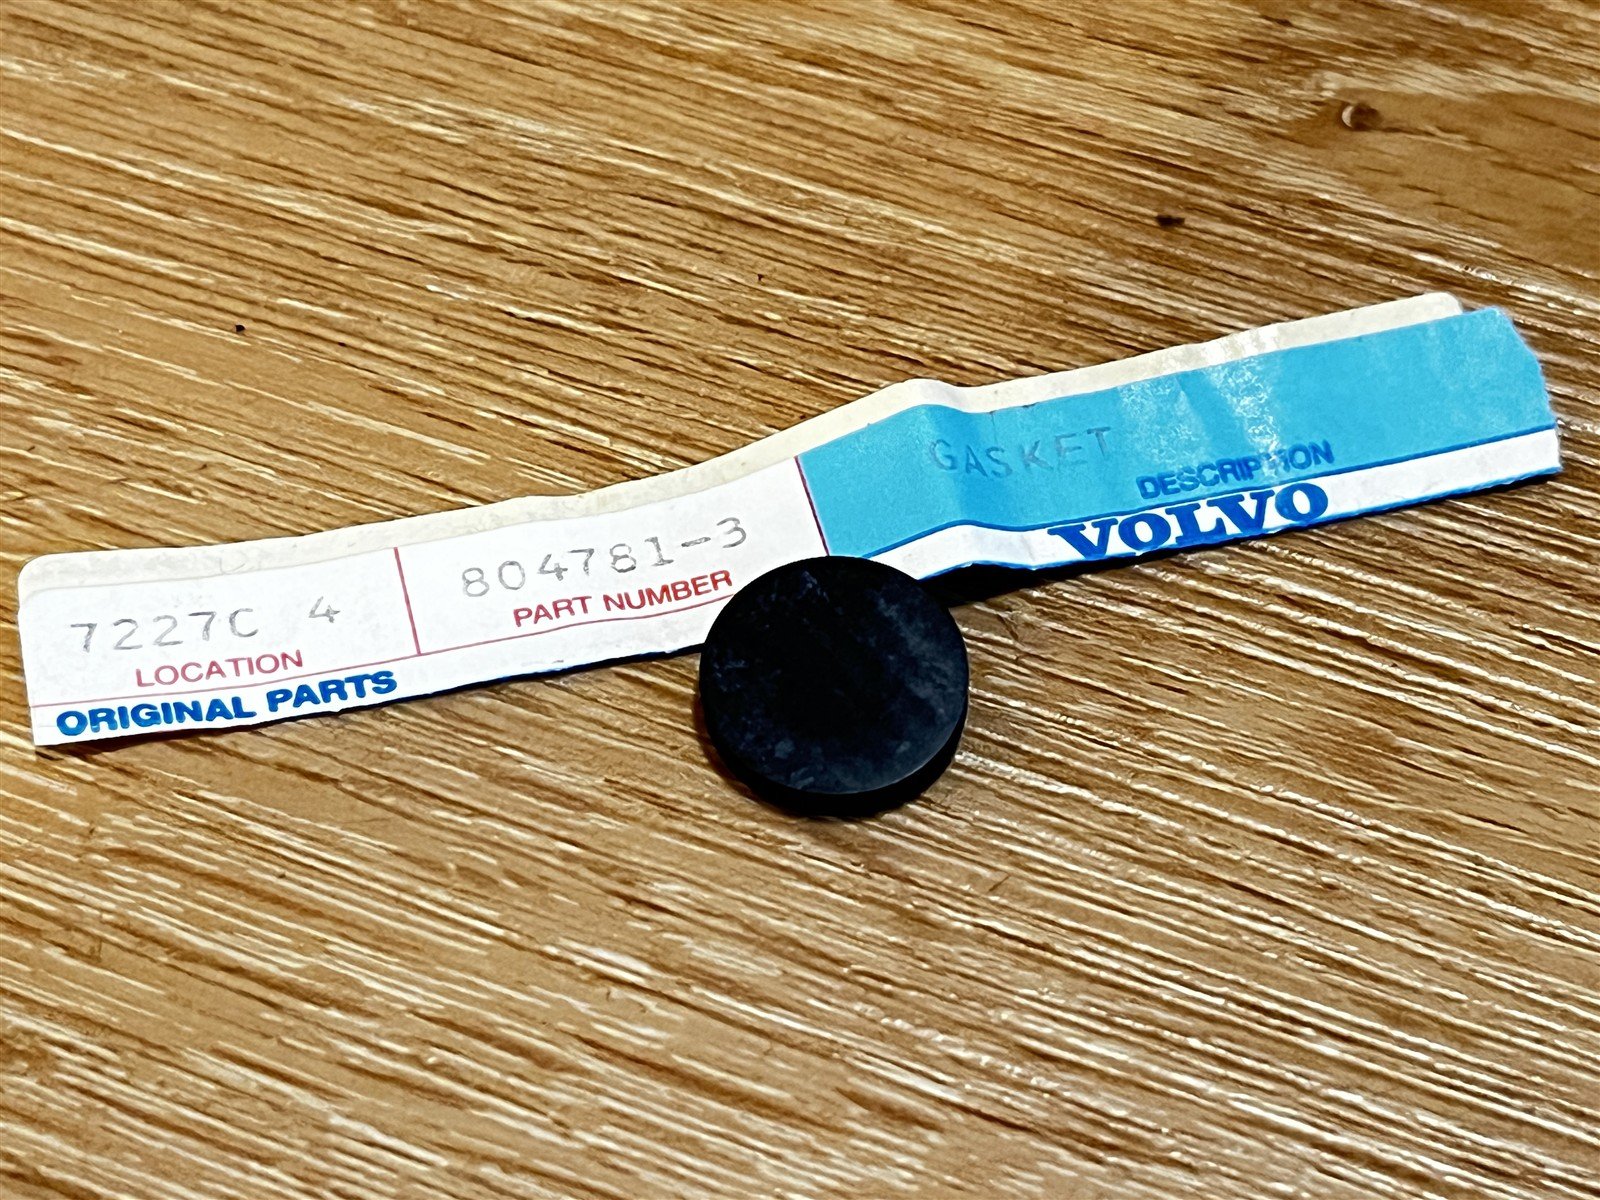 7227C 4
LOCATION
804781-3
PART NUMBER
GASKET
DESCRIPTION
ORIGINAL PARTS
VOLVO